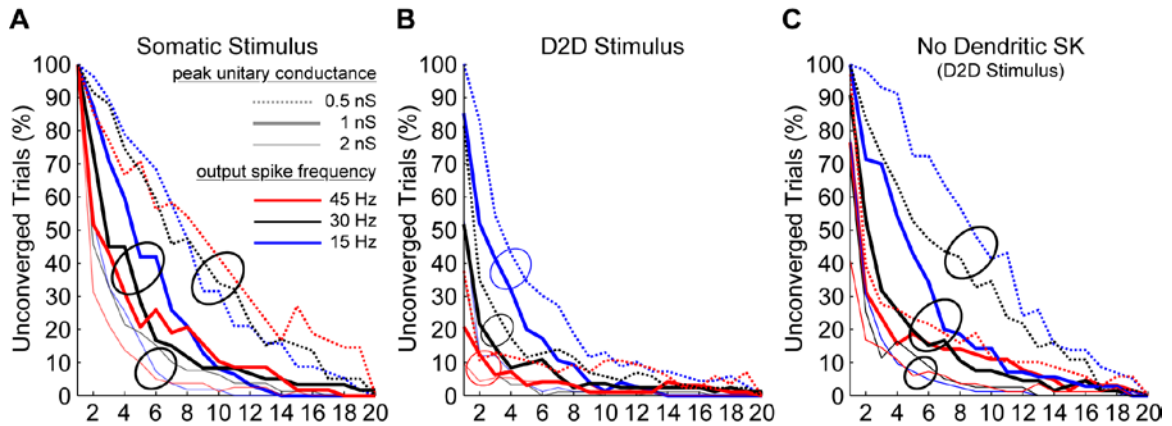 A
Somatic Stimulus
peak unitary conductance
0.5 nS
1 nS
2 nS
output spike frequency
45 Hz
30 Hz
15 Hz
Unconverged Trials (%)
100
90
80
70
60
50
40
30
20
10
0
2 4 6 8 10 12 14 16 18 20
B
D2D Stimulus
Unconverged Trials (%)
100
90
80
70
60
50
40
30
20
10
0
2 4 6 8 10 12 14 16 18 20
C
No Dendritic SK
(D2D Stimulus)
Unconverged Trials (%)
100
90
80
70
60
50
40
30
20
10
0
2 4 6 8 10 12 14 16 18 20